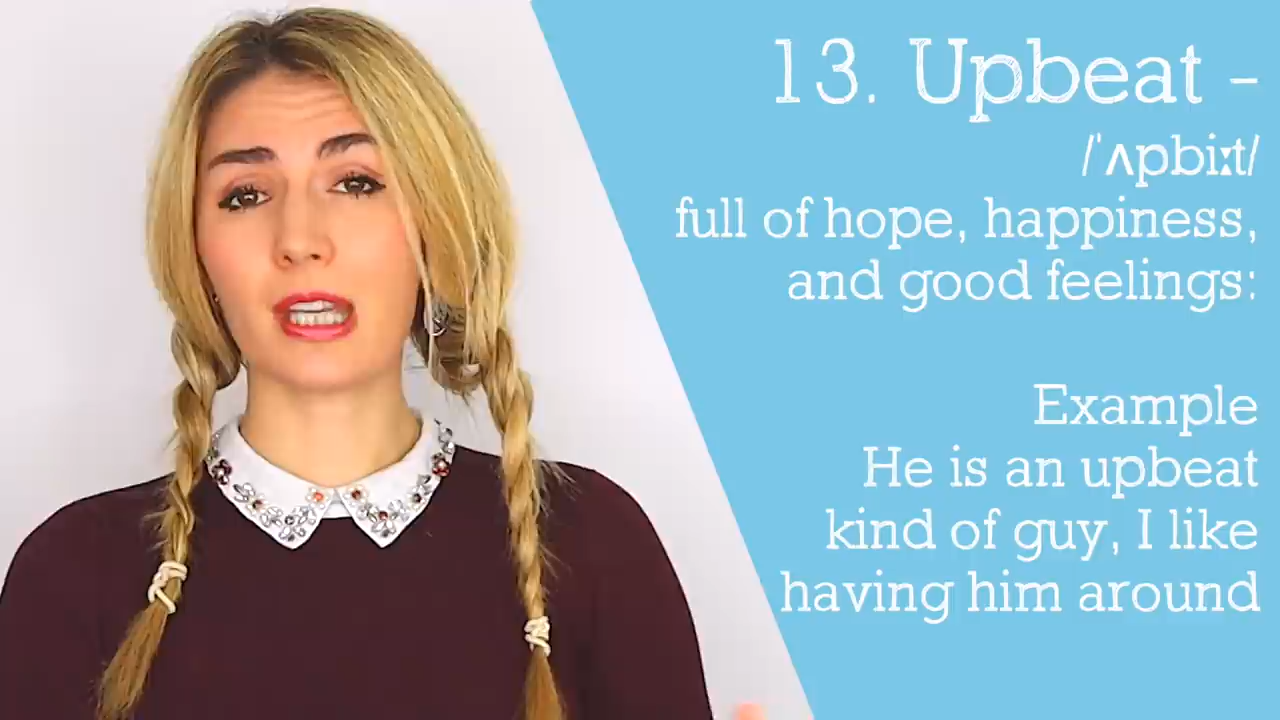 13. Upbeat -
/ˈʌpbiːt/
full of hope, happiness,
and good feelings:
Example
He is an upbeat
kind of guy, I like
having him around